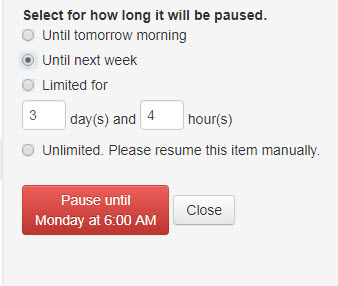 Select for how long it will be paused.
Until tomorrow morning
Until next week
Limited for
3 day(s) and 4 hour(s)
Unlimited. Please resume this item manually.
Pause until
Monday at 6:00 AM
Close